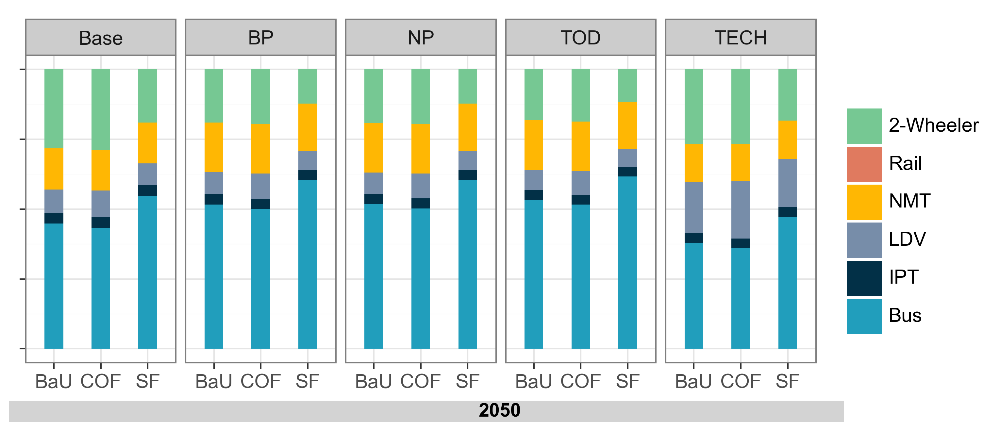 Base BP NP TOD TECH
2-Wheeler
Rail
NMT
LDV
IPT
Bus
BaU COF SF BaU COF SF BaU COF SF BaU COF SF BaU COF SF
2050